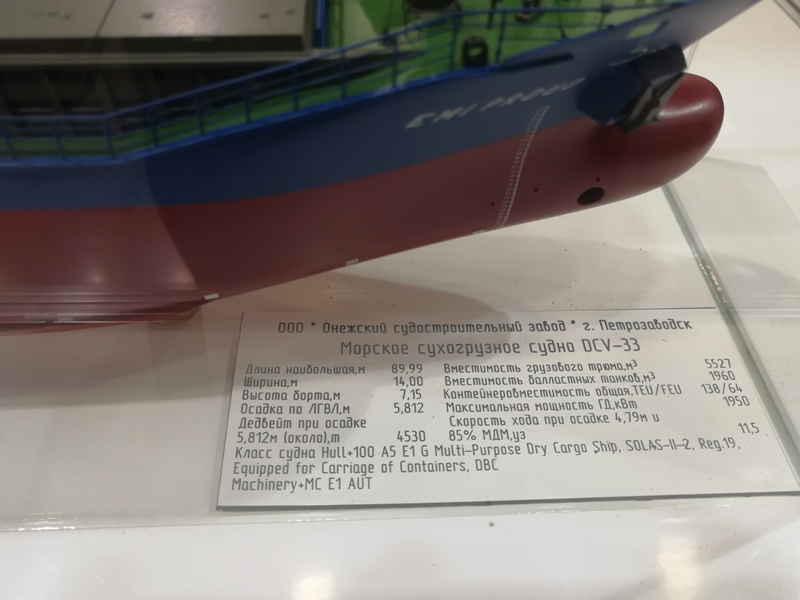 ООО " Онежский судостроительный завод " г. Петрозаводск
Морское сухогрузное судно DCV-33
Длина наибольшая,м 89,99 Вместимость грузового трюма,м³ 5527
Ширина,м 14,00 Вместимость балластных танков,м³ 1960
Высота борта,м 7,15 Контейнеровместимость общая,TEU/FEU 138/64
Осадка по ЛГВЛ,м 5,812 Максимальная мощность ГД,кВт 1950
Дедвейт при осадке Скорость хода при осадке 4,79м и
5,812м (около),т 4530 85% МДМ,уз 11,5
Класс судна Hull+100 A5 E1 G Multi-Purpose Dry Cargo Ship, SOLAS-II-2, Reg.19,
Equipped for Carriage of Containers, DBC
Machinery+MC E1 AUT